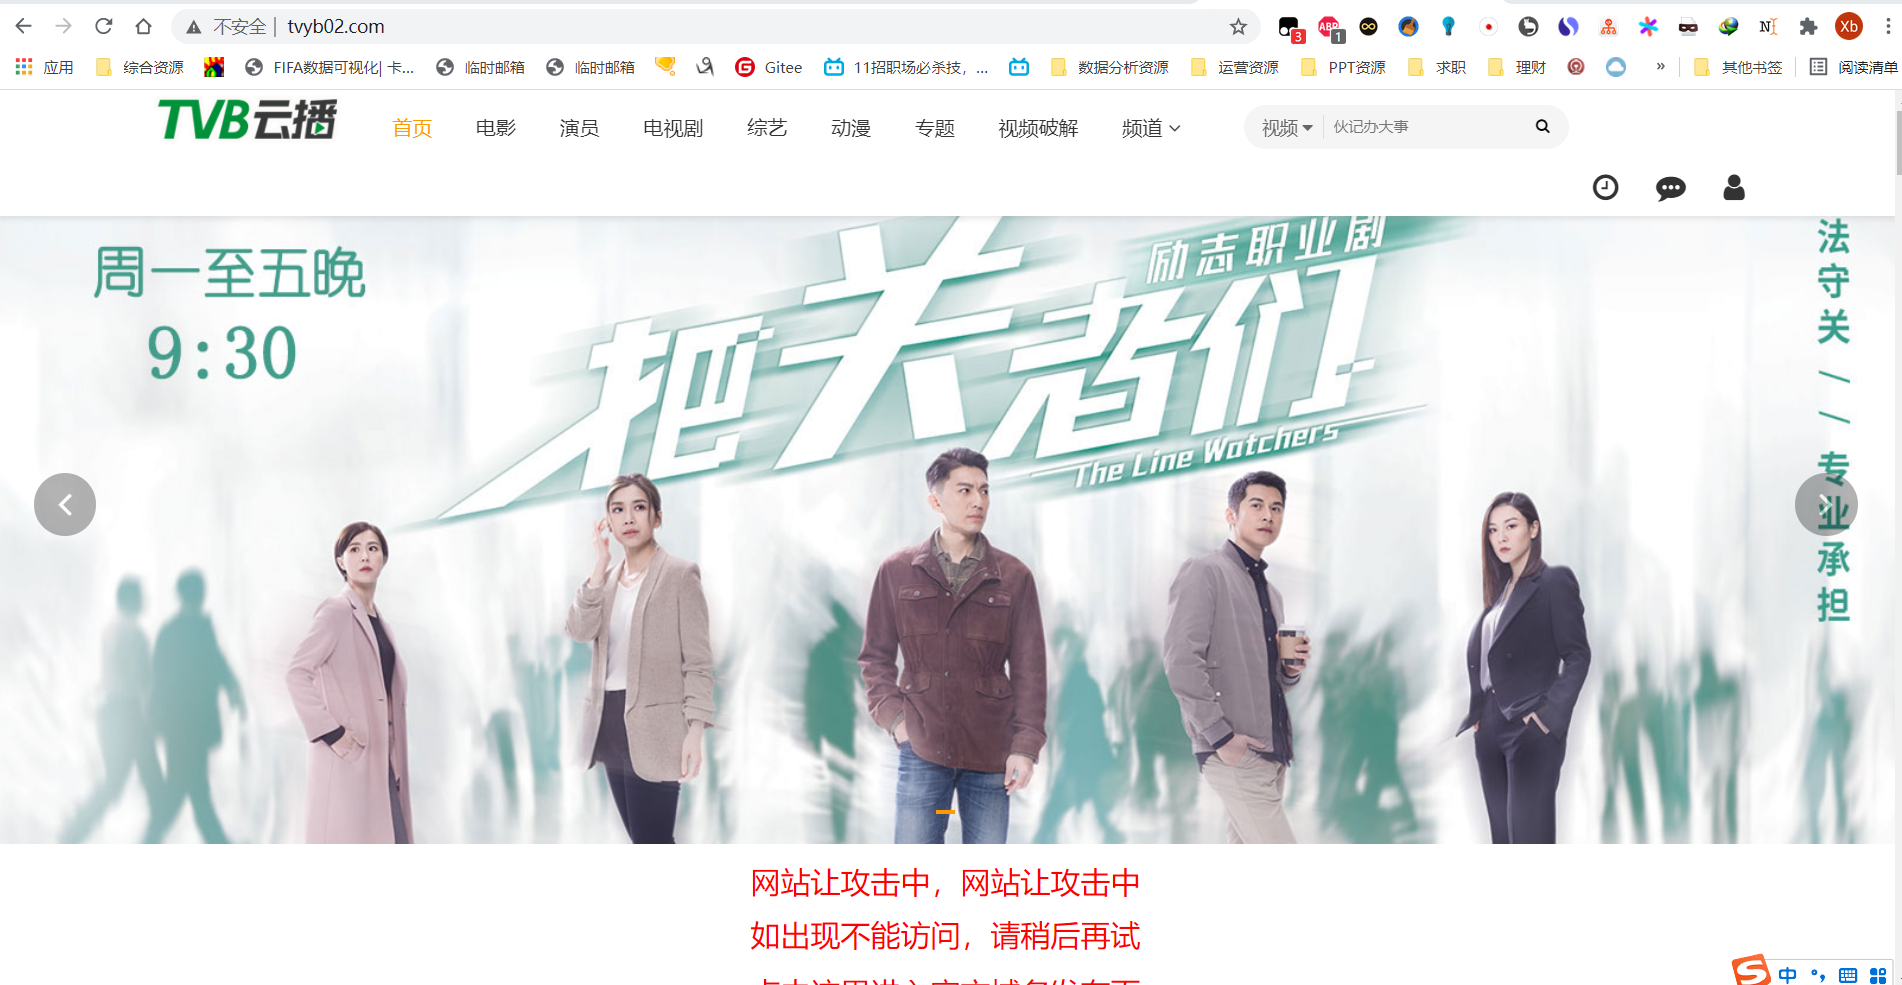 不安全 | tvyb02.com
3
ABP
1
Xb
应用 综合资源 FIFA数据可视化| 卡... 临时邮箱 临时邮箱 Gitee 11招职场必杀技，... 数据分析资源 运营资源 PPT资源 求职 理财 » 其他书签 阅读清单
TVB云播
首页 电影 演员 电视剧 综艺 动漫 专题 视频破解 频道
视频 伙记办大事
周一至五晚
9:30
励志职业剧
把关者们
The Line Watchers
法守关//专业承担
网站让攻击中，网站让攻击中
如出现不能访问，请稍后再试
中